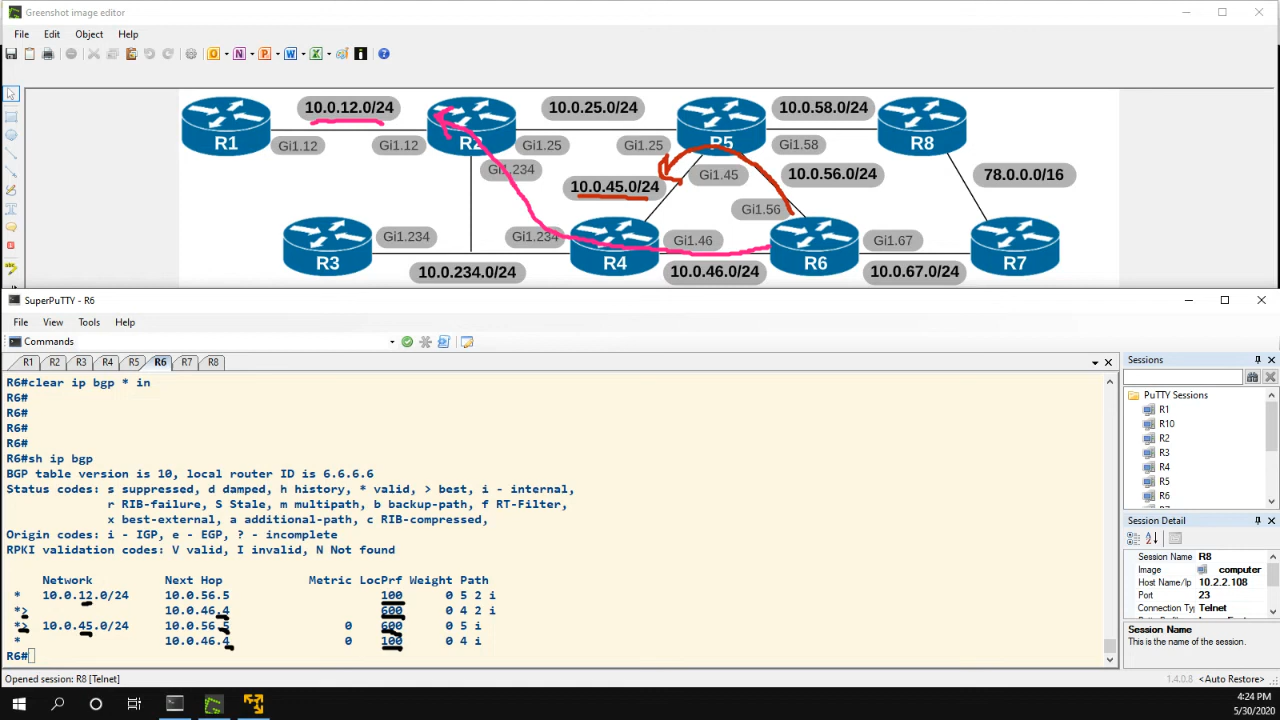 Greenshot image editor
File Edit Object Help
10.0.12.0/24 10.0.25.0/24 10.0.58.0/24
R1 R2 R5 R8
Gi1.12 Gi1.12 Gi1.25 Gi1.25 Gi1.58
Gi1.234 10.0.45.0/24 Gi1.45 10.0.56.0/24 78.0.0.0/16
Gi1.56
Gi1.234 Gi1.234 Gi1.46 Gi1.67
R3 R4 R6 R7
10.0.234.0/24 10.0.46.0/24 10.0.67.0/24
SuperPuTTY - R6
File View Tools Help
Commands
R1 R2 R3 R4 R5 R6 R7 R8
R6#clear ip bgp * in
R6#
R6#
R6#
R6#
R6#sh ip bgp
BGP table version is 10, local router ID is 6.6.6.6
Status codes: s suppressed, d damped, h history, * valid, > best, i - internal,
r RIB-failure, S Stale, m multipath, b backup-path, f RT-Filter,
x best-external, a additional-path, c RIB-compressed,
Origin codes: i - IGP, e - EGP, ? - incomplete
RPKI validation codes: V valid, I invalid, N Not found
Network Next Hop Metric LocPrf Weight Path
* 10.0.12.0/24 10.0.56.5 100 0 5 2 i
*> 10.0.46.4 600 0 4 2 i
*> 10.0.45.0/24 10.0.56.5 0 600 0 5 i
* 10.0.46.4 0 100 0 4 i
R6#
Sessions
PuTTY Sessions
R1
R10
R2
R3
R4
R5
R6
Session Detail
Session Name R8
Image computer
Host Name/Ip 10.2.2.108
Port 23
Connection Typ Telnet
Session Name
This is the name of the session.
Opened session: R8 [Telnet] 1.4.0.8 <Auto Restore>
4:24 PM
5/30/2020